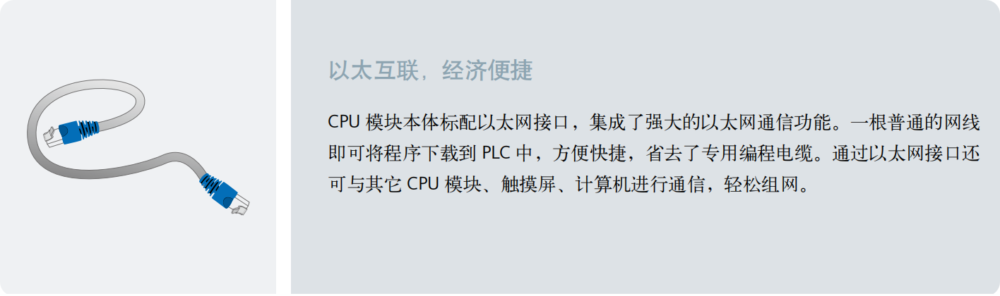 以太互联，经济便捷
CPU 模块本体标配以太网接口，集成了强大的以太网通信功能。一根普通的网线
即可将程序下载到 PLC 中，方便快捷，省去了专用编程电缆。通过以太网接口还
可与其它 CPU 模块、触摸屏、计算机进行通信，轻松组网。